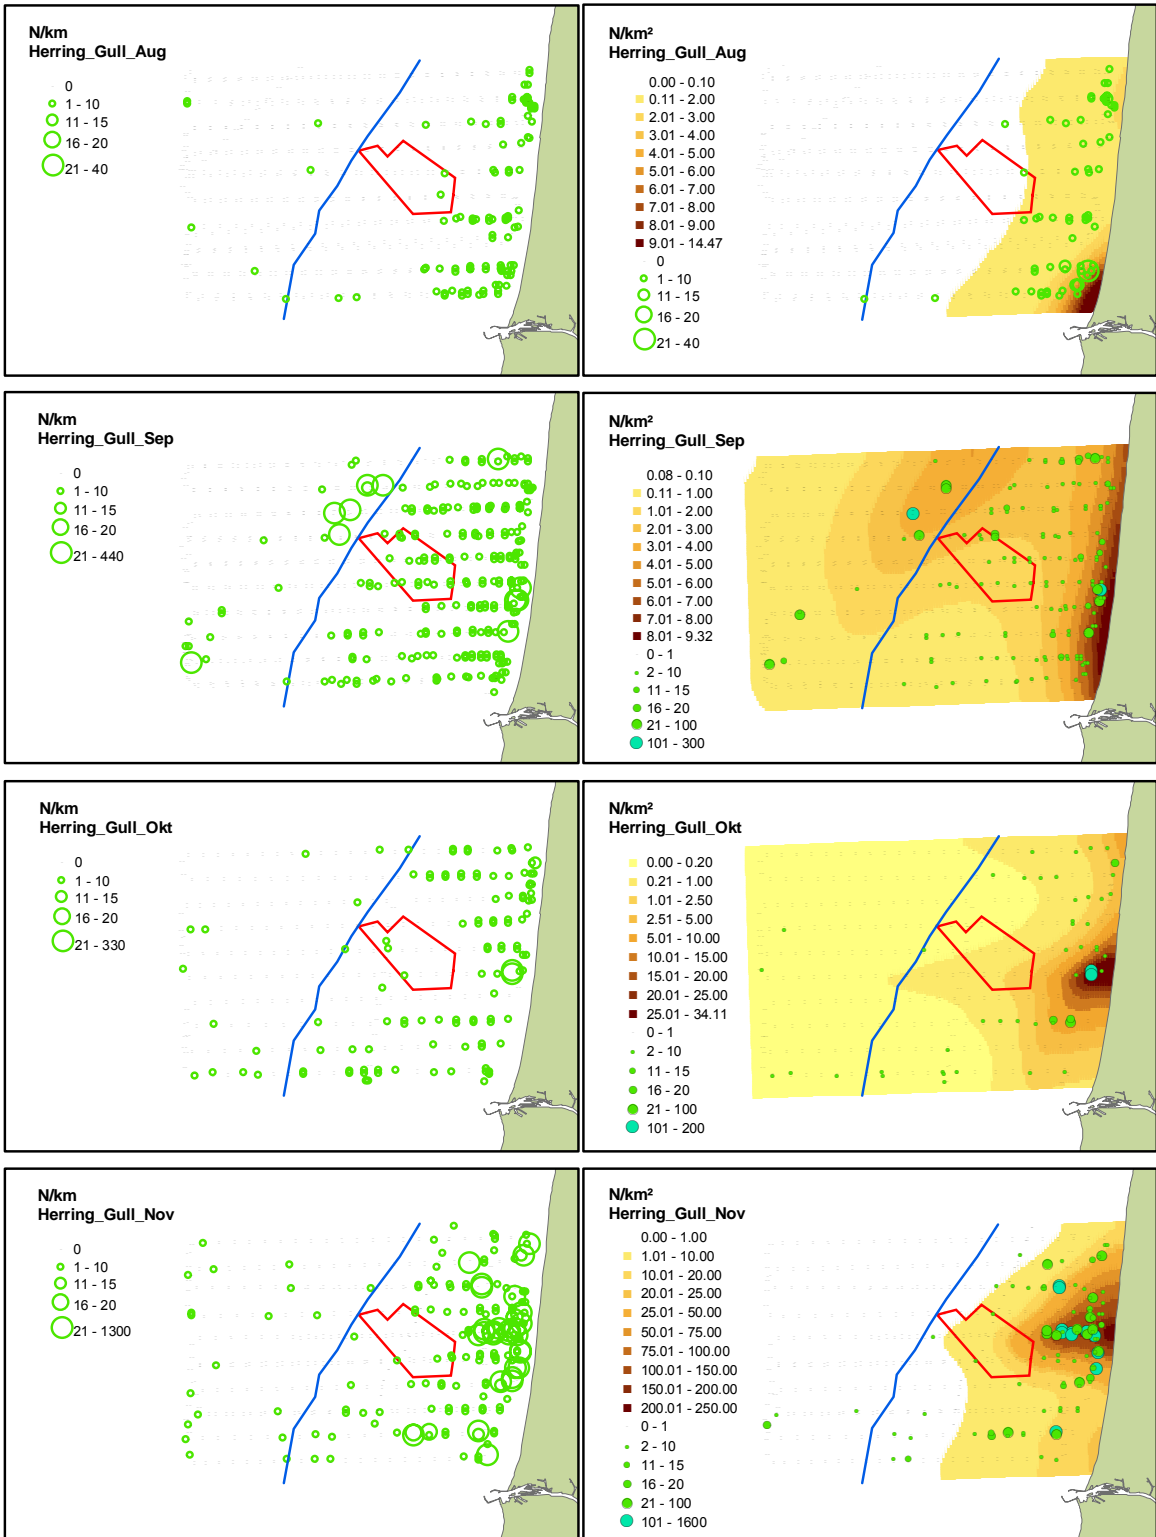 N/km
Herring_Gull_Aug
0
1 - 10
11 - 15
16 - 20
21 - 40
N/km²
Herring_Gull_Aug
0.00 - 0.10
0.11 - 2.00
2.01 - 3.00
3.01 - 4.00
4.01 - 5.00
5.01 - 6.00
6.01 - 7.00
7.01 - 8.00
8.01 - 9.00
9.01 - 14.47
0
1 - 10
11 - 15
16 - 20
21 - 40
N/km
Herring_Gull_Sep
0
1 - 10
11 - 15
16 - 20
21 - 440
N/km²
Herring_Gull_Sep
0.08 - 0.10
0.11 - 1.00
1.01 - 2.00
2.01 - 3.00
3.01 - 4.00
4.01 - 5.00
5.01 - 6.00
6.01 - 7.00
7.01 - 8.00
8.01 - 9.32
0 - 1
2 - 10
11 - 15
16 - 20
21 - 100
101 - 300
N/km
Herring_Gull_Okt
0
1 - 10
11 - 15
16 - 20
21 - 330
N/km²
Herring_Gull_Okt
0.00 - 0.20
0.21 - 1.00
1.01 - 2.50
2.51 - 5.00
5.01 - 10.00
10.01 - 15.00
15.01 - 20.00
20.01 - 25.00
25.01 - 34.11
0 - 1
2 - 10
11 - 15
16 - 20
21 - 100
101 - 200
N/km
Herring_Gull_Nov
0
1 - 10
11 - 15
16 - 20
21 - 1300
N/km²
Herring_Gull_Nov
0.00 - 1.00
1.01 - 10.00
10.01 - 20.00
20.01 - 25.00
25.01 - 50.00
50.01 - 75.00
75.01 - 100.00
100.01 - 150.00
150.01 - 200.00
200.01 - 250.00
0 - 1
2 - 10
11 - 15
16 - 20
21 - 100
101 - 1600